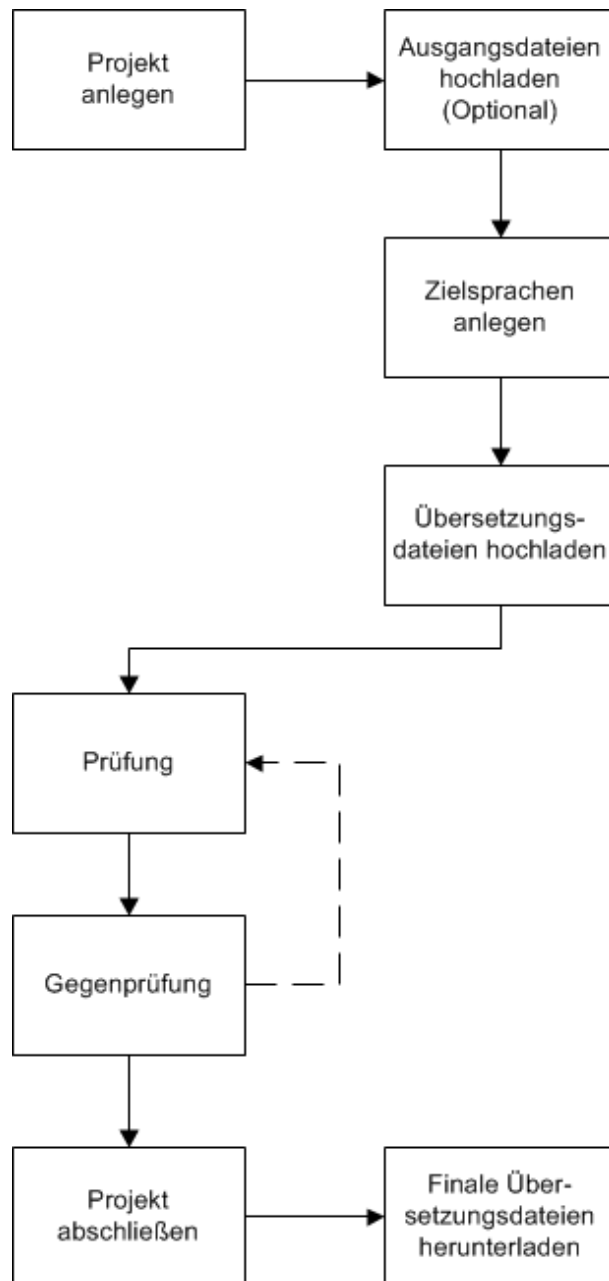 Projekt
anlegen
Ausgangsdateien
hochladen
(Optional)
Zielsprachen
anlegen
Übersetzungs-
dateien hochladen
Prüfung
Gegenprüfung
Projekt
abschließen
Finale Über-
setzungsdateien
herunterladen